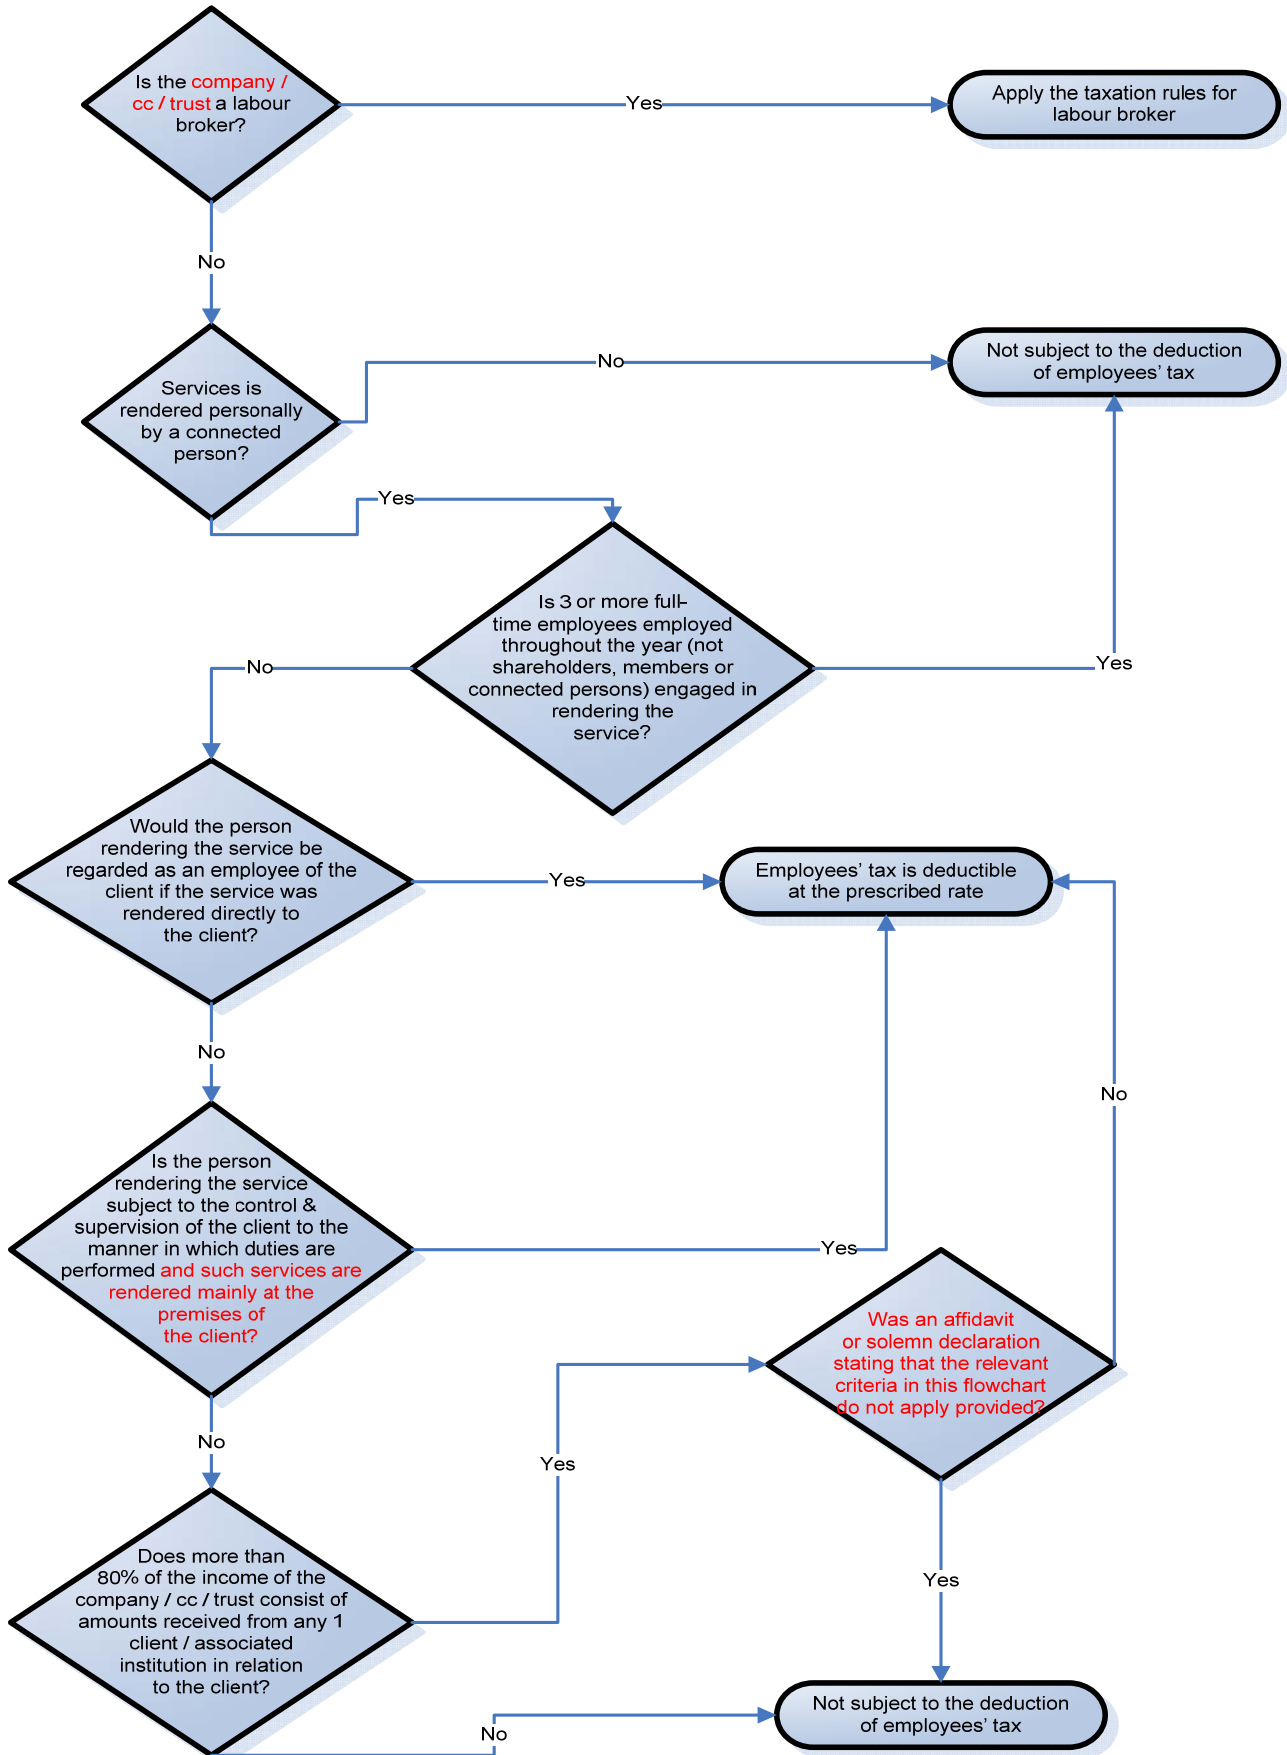 Is the company /
cc / trust a labour
broker?
Yes
Apply the taxation rules for
labour broker
No
Services is
rendered personally
by a connected
person?
No
Not subject to the deduction
of employees' tax
Yes
Is 3 or more full-
time employees employed
throughout the year (not
shareholders, members or
connected persons) engaged in
rendering the
service?
No
Yes
Would the person
rendering the service be
regarded as an employee of the
client if the service was
rendered directly to
the client?
Yes
Employees' tax is deductible
at the prescribed rate
No
No
Is the person
rendering the service
subject to the control &
supervision of the client to the
manner in which duties are
performed and such services are
rendered mainly at the
premises of
the client?
Yes
Was an affidavit
or solemn declaration
stating that the relevant
criteria in this flowchart
do not apply provided?
No
Yes
Does more than
80% of the income of the
company / cc / trust consist of
amounts received from any 1
client / associated
institution in relation
to the client?
Yes
No
Not subject to the deduction
of employees' tax